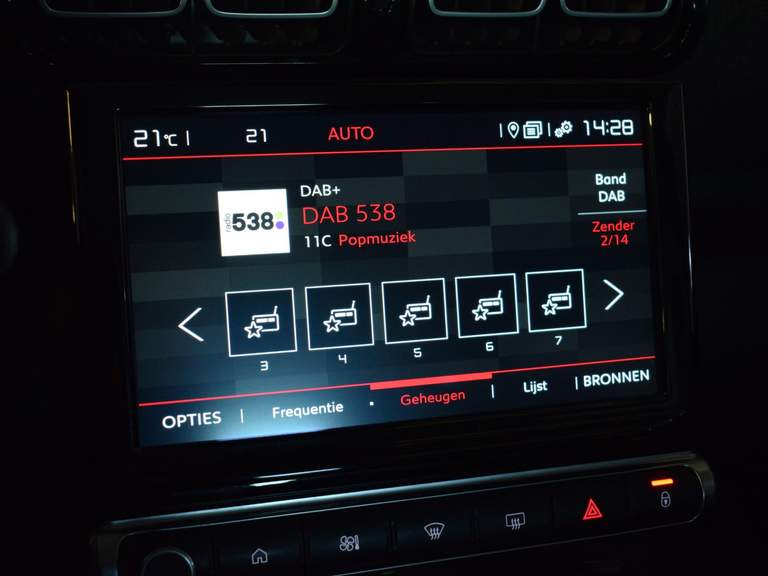 21°C | 21 AUTO 14:28
DAB+
DAB 538
11C Popmuziek
radio
538
Band
DAB
Zender
2/14
3 4 5 6 7
OPTIES | Frequentie Geheugen | Lijst | BRONNEN